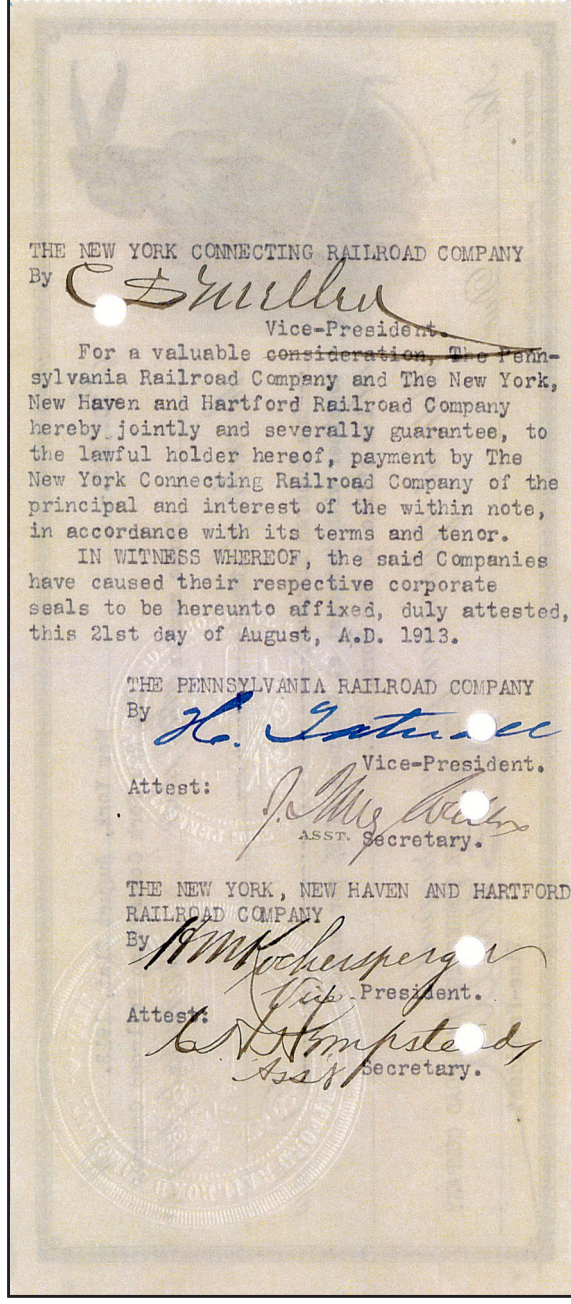 THE NEW YORK CONNECTING RAILROAD COMPANY
By
Vice-President.
For a valuable consideration, The Penn-
sylvania Railroad Company and The New York,
New Haven and Hartford Railroad Company
hereby jointly and severally guarantee, to
the lawful holder hereof, payment by The
New York Connecting Railroad Company of the
principal and interest of the within note,
in accordance with its terms and tenor.
IN WITNESS WHEREOF, the said Companies
have caused their respective corporate
seals to be hereunto affixed, duly attested,
this 21st day of August, A.D. 1913.
THE PENNSYLVANIA RAILROAD COMPANY
By H. Tatnall
Vice-President.
Attest:
ASST. Secretary.
THE NEW YORK, NEW HAVEN AND HARTFORD
RAILROAD COMPANY
By HM Kochersperger
Vice-President.
Attest:
Asst Secretary.